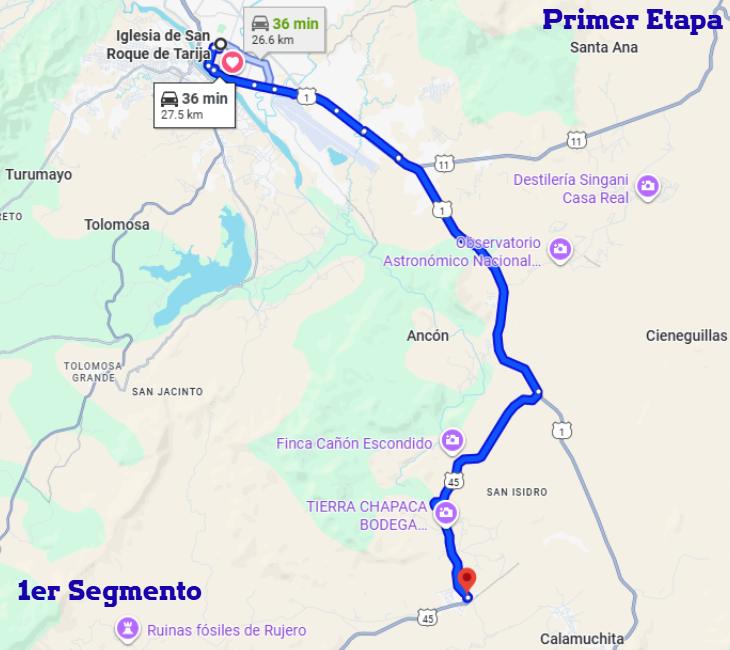 Primer Etapa
36 min
26.6 km
Iglesia de San
Roque de Tarija
Santa Ana
36 min
27.5 km
1
11
11
Turumayo
Destilería Singani
Casa Real
RETO
1
Tolomosa
Observatorio
Astronómico Nacional...
Ancón
Cieneguillas
TOLOMOSA
GRANDE
SAN JACINTO
1
Finca Cañón Escondido
45
SAN ISIDRO
TIERRA CHAPACA
BODEGA...
1er Segmento
45
Ruinas fósiles de Rujero
Calamuchita